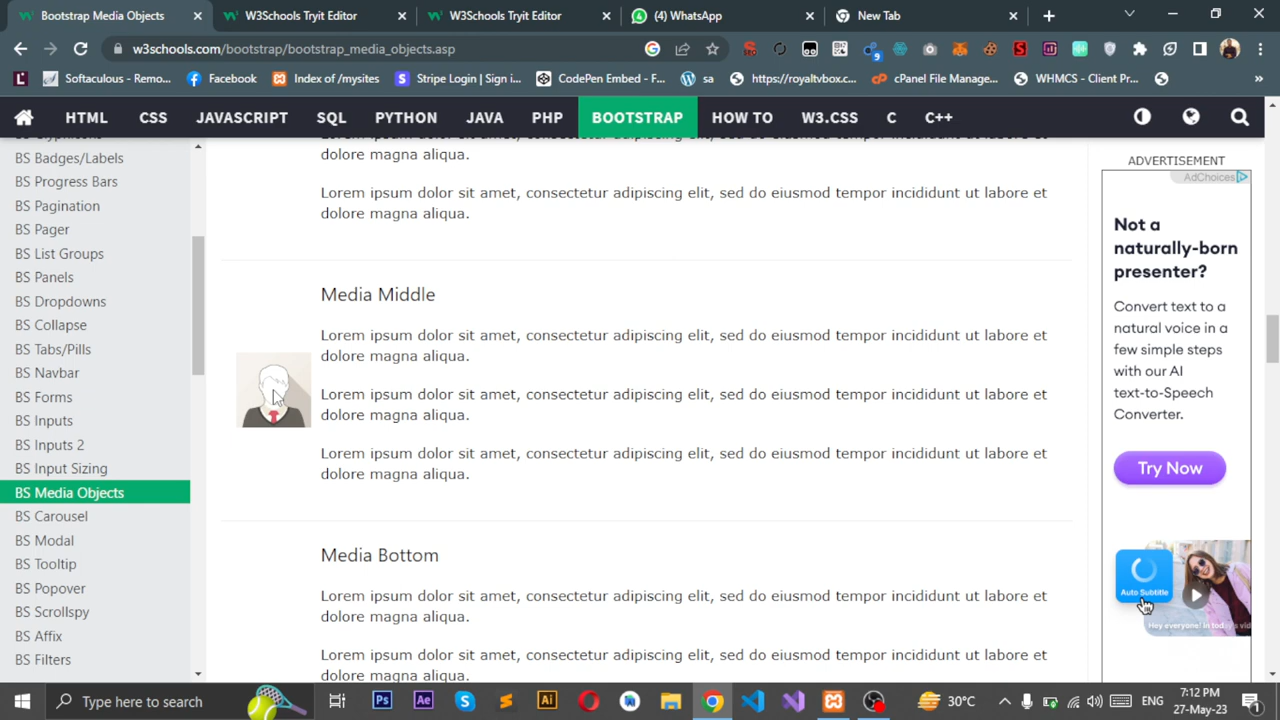 Bootstrap Media Objects
W3Schools Tryit Editor
W3Schools Tryit Editor
(4) WhatsApp
New Tab
w3schools.com/bootstrap/bootstrap_media_objects.asp
9
Softaculous - Remo...
Facebook
Index of /mysites
Stripe Login | Sign i...
CodePen Embed - F...
sa
https://royaltvbox.c...
cPanel File Manage...
WHMCS - Client Pr...
HTML
CSS
JAVASCRIPT
SQL
PYTHON
JAVA
PHP
BOOTSTRAP
HOW TO
W3.CSS
C
C++
BS Badges/Labels
BS Progress Bars
BS Pagination
BS Pager
BS List Groups
BS Panels
BS Dropdowns
BS Collapse
BS Tabs/Pills
BS Navbar
BS Forms
BS Inputs
BS Inputs 2
BS Input Sizing
BS Media Objects
BS Carousel
BS Modal
BS Tooltip
BS Popover
BS Scrollspy
BS Affix
BS Filters
dolore magna aliqua.
Lorem ipsum dolor sit amet, consectetur adipiscing elit, sed do eiusmod tempor incididunt ut labore et
dolore magna aliqua.
Media Middle
Lorem ipsum dolor sit amet, consectetur adipiscing elit, sed do eiusmod tempor incididunt ut labore et
dolore magna aliqua.
Lorem ipsum dolor sit amet, consectetur adipiscing elit, sed do eiusmod tempor incididunt ut labore et
dolore magna aliqua.
Lorem ipsum dolor sit amet, consectetur adipiscing elit, sed do eiusmod tempor incididunt ut labore et
dolore magna aliqua.
Media Bottom
Lorem ipsum dolor sit amet, consectetur adipiscing elit, sed do eiusmod tempor incididunt ut labore et
dolore magna aliqua.
Lorem ipsum dolor sit amet, consectetur adipiscing elit, sed do eiusmod tempor incididunt ut labore et
dolore magna aliqua.
ADVERTISEMENT
AdChoices
Not a
naturally-born
presenter?
Convert text to a
natural voice in a
few simple steps
with our AI
text-to-Speech
Converter.
Try Now
Auto Subtitle
Hey everyone! In today's vid
Type here to search
30°C
ENG
7:12 PM
27-May-23
1